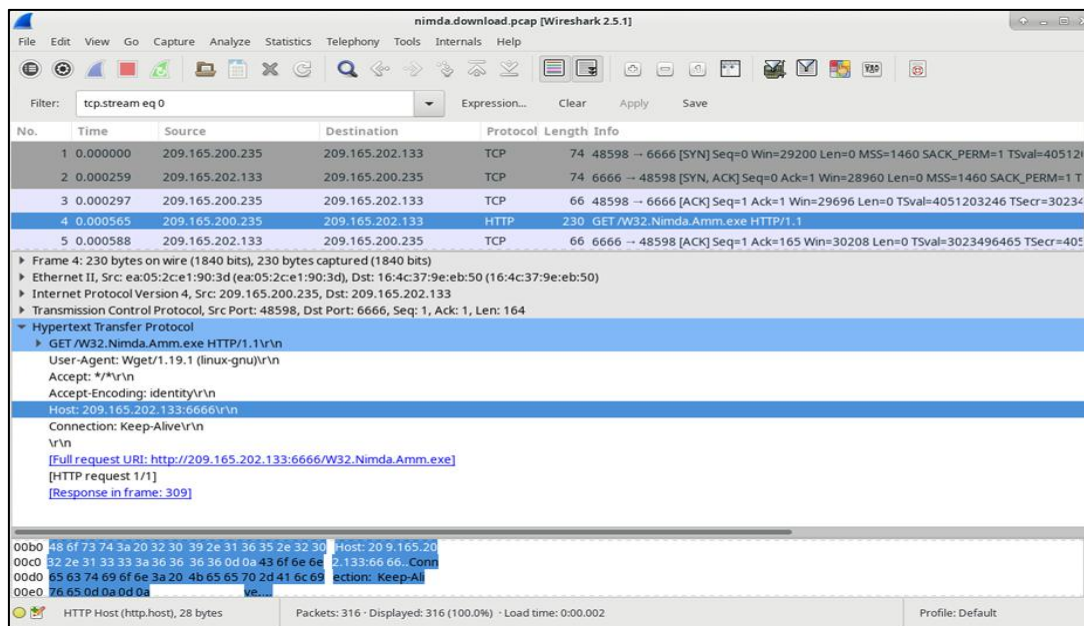 nimda.download.pcap [Wireshark 2.5.1]
File Edit View Go Capture Analyze Statistics Telephony Tools Internals Help
Filter: tcp.stream eq 0 Expression... Clear Apply Save
No. Time Source Destination Protocol Length Info
1 0.000000 209.165.200.235 209.165.202.133 TCP 74 48598 → 6666 [SYN] Seq=0 Win=29200 Len=0 MSS=1460 SACK_PERM=1 TSval=40512
2 0.000259 209.165.202.133 209.165.200.235 TCP 74 6666 → 48598 [SYN, ACK] Seq=0 Ack=1 Win=28960 Len=0 MSS=1460 SACK_PERM=1 T
3 0.000297 209.165.200.235 209.165.202.133 TCP 66 48598 → 6666 [ACK] Seq=1 Ack=1 Win=29696 Len=0 TSval=4051203246 TSecr=30234
4 0.000565 209.165.200.235 209.165.202.133 HTTP 230 GET /W32.Nimda.Amm.exe HTTP/1.1
5 0.000588 209.165.202.133 209.165.200.235 TCP 66 6666 → 48598 [ACK] Seq=1 Ack=165 Win=30208 Len=0 TSval=3023496465 TSecr=405
Frame 4: 230 bytes on wire (1840 bits), 230 bytes captured (1840 bits)
Ethernet II, Src: ea:05:2c:e1:90:3d (ea:05:2c:e1:90:3d), Dst: 16:4c:37:9e:eb:50 (16:4c:37:9e:eb:50)
Internet Protocol Version 4, Src: 209.165.200.235, Dst: 209.165.202.133
Transmission Control Protocol, Src Port: 48598, Dst Port: 6666, Seq: 1, Ack: 1, Len: 164
Hypertext Transfer Protocol
GET /W32.Nimda.Amm.exe HTTP/1.1\r\n
User-Agent: Wget/1.19.1 (linux-gnu)\r\n
Accept: */*\r\n
Accept-Encoding: identity\r\n
Host: 209.165.202.133:6666\r\n
Connection: Keep-Alive\r\n
\r\n
[Full request URI: http://209.165.202.133:6666/W32.Nimda.Amm.exe]
[HTTP request 1/1]
[Response in frame: 309]
00b0 48 6f 73 74 3a 20 32 30 39 2e 31 36 35 2e 32 30 Host: 20 9.165.20
00c0 32 2e 31 33 33 3a 36 36 36 36 0d 0a 43 6f 6e 6e 2.133:66 66..Conn
00d0 65 63 74 69 6f 6e 3a 20 4b 65 65 70 2d 41 6c 69 ection: Keep-Ali
00e0 76 65 0d 0a 0d 0a ve....
HTTP Host (http.host), 28 bytes Packets: 316 · Displayed: 316 (100.0%) · Load time: 0:00.002 Profile: Default